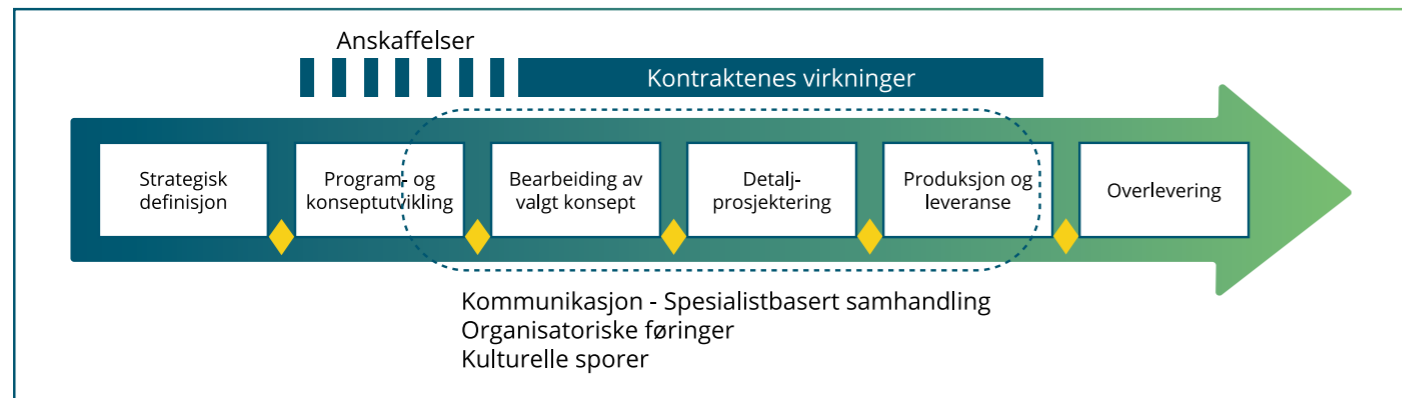 Anskaffelser
Kontraktenes virkninger
Strategisk
definisjon
Program- og
konseptutvikling
Bearbeiding av
valgt konsept
Detalj-
prosjektering
Produksjon og
leveranse
Overlevering
Kommunikasjon - Spesialistbasert samhandling
Organisatoriske føringer
Kulturelle sporer